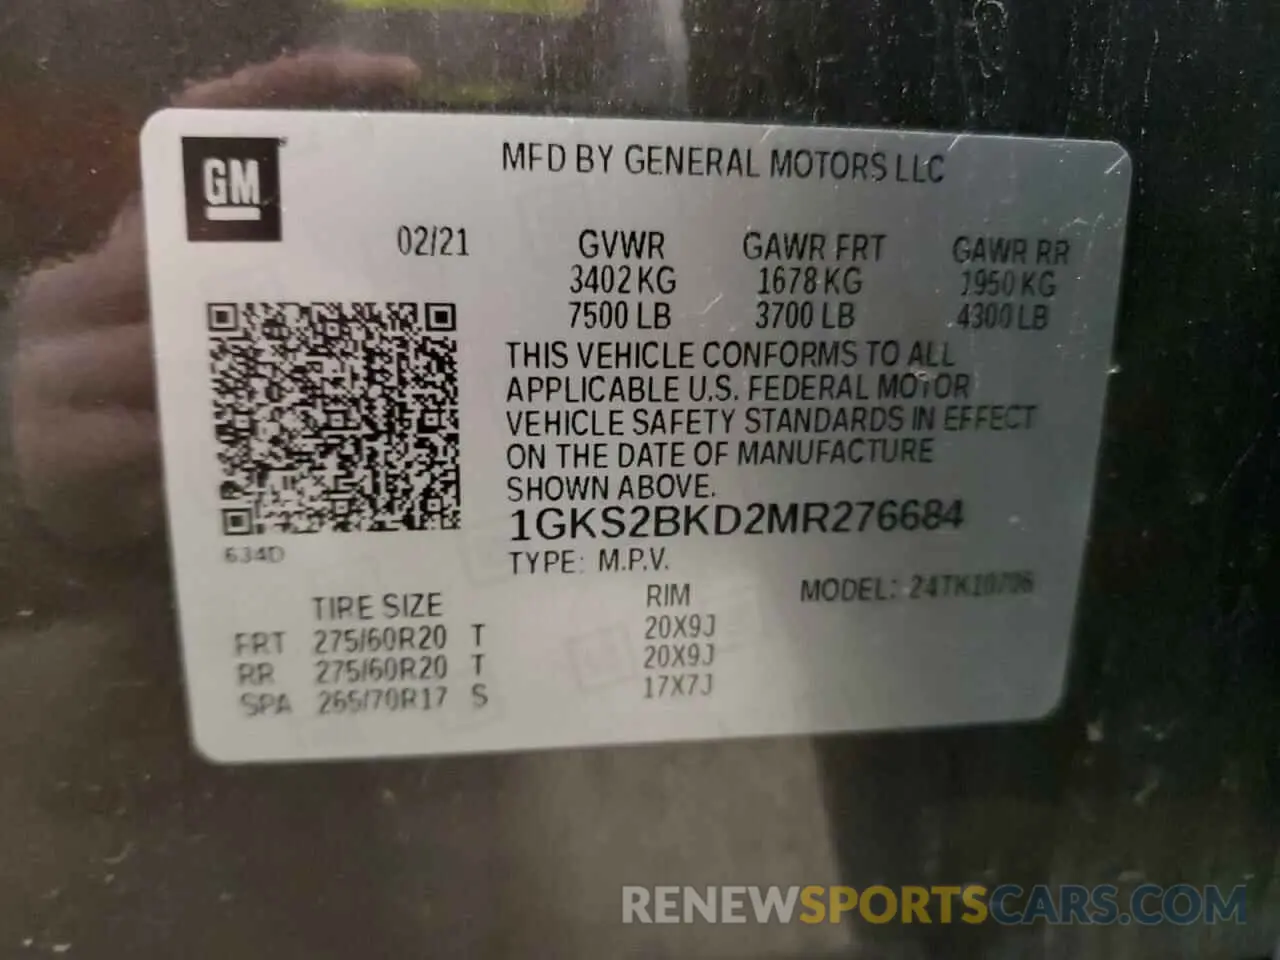 GM
MFD BY GENERAL MOTORS LLC
02/21 GVWR GAWR FRT GAWR RR
3402 KG 1678 KG 1950 KG
7500 LB 3700 LB 4300 LB
THIS VEHICLE CONFORMS TO ALL
APPLICABLE U.S. FEDERAL MOTOR
VEHICLE SAFETY STANDARDS IN EFFECT
ON THE DATE OF MANUFACTURE
SHOWN ABOVE.
1GKS2BKD2MR276684
634D
TYPE: M.P.V.
TIRE SIZE RIM MODEL: 24TK10706
FRT 275/60R20 T 20X9J
RR 275/60R20 T 20X9J
SPA 265/70R17 S 17X7J
RENEWSPORTSCARS.COM